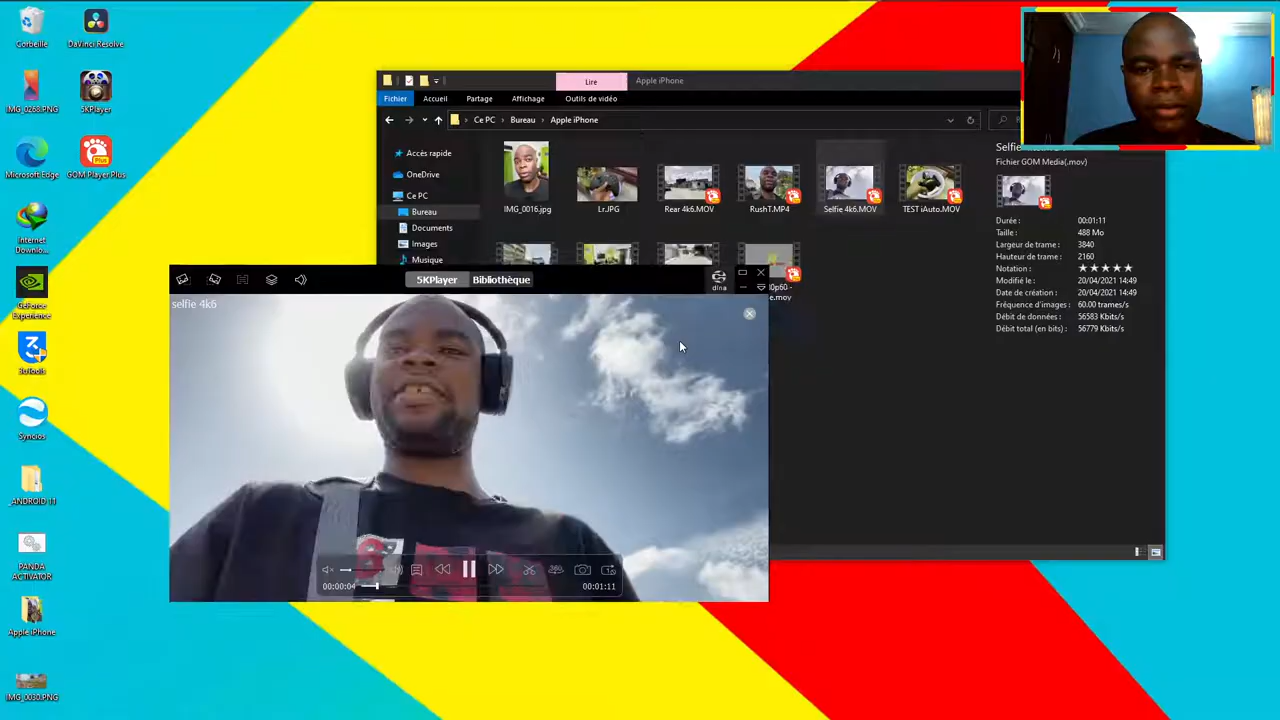 Corbeille
DaVinci Resolve
IMG_0268.PNG
5KPlayer
Microsoft Edge
GOM Player Plus
Internet
Downlo...
GeForce
Experience
3uTools
Syncios
_ANDROID 11
PANDA
ACTIVATOR
Apple iPhone
IMG_0030.PNG
Lire
Apple iPhone
Fichier
Accueil
Partage
Affichage
Outils de vidéo
Ce PC
Bureau
Apple iPhone
Accès rapide
OneDrive
Ce PC
Bureau
Documents
Images
Musique
IMG_0016.jpg
Lr.JPG
Rear 4k6.MOV
RushT.MP4
Selfie 4k6.MOV
TEST iAuto.MOV
Fichier GOM Media(.mov)
Durée :
00:01:11
Taille :
488 Mo
Largeur de trame :
3840
Hauteur de trame :
2160
Notation :
Modifié le :
20/04/2021 14:49
Date de création :
20/04/2021 14:49
Fréquence d'images :
60.00 trames/s
Débit de données :
56583 Kbits/s
Débit total (en bits) :
56779 Kbits/s
5KPlayer
Bibliothèque
dlna
selfie 4k6
360
00:00:04
00:01:11